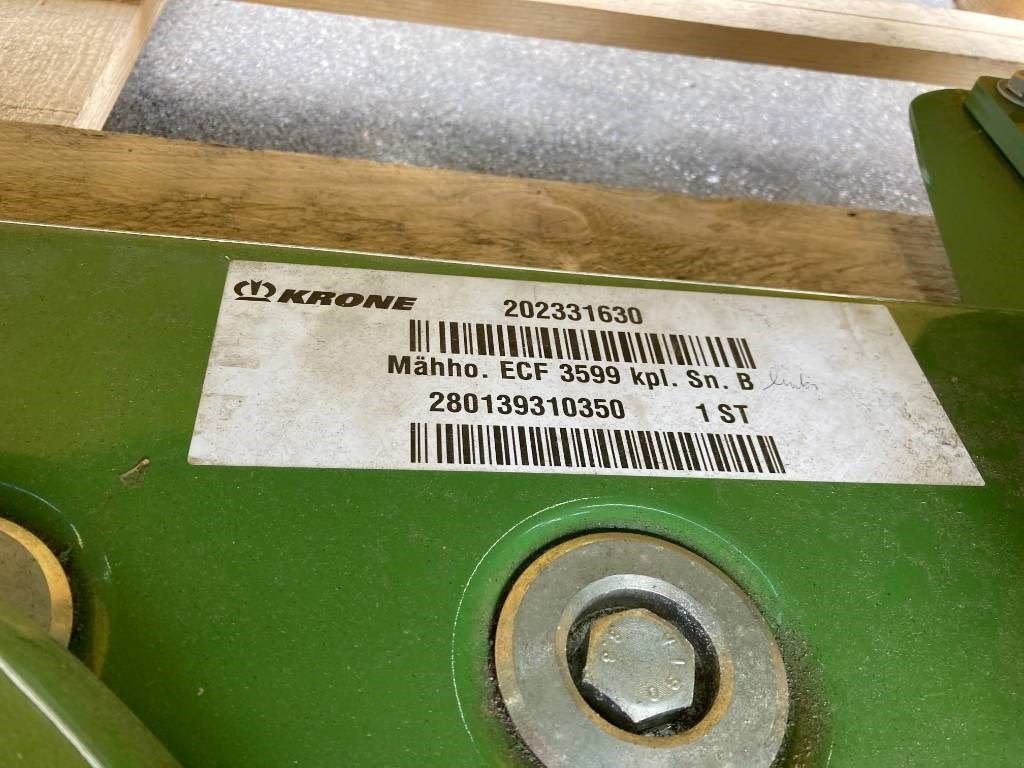 KRONE 202331630
Mähho. ECF 3599 kpl. Sn. B
280139310350 1 ST